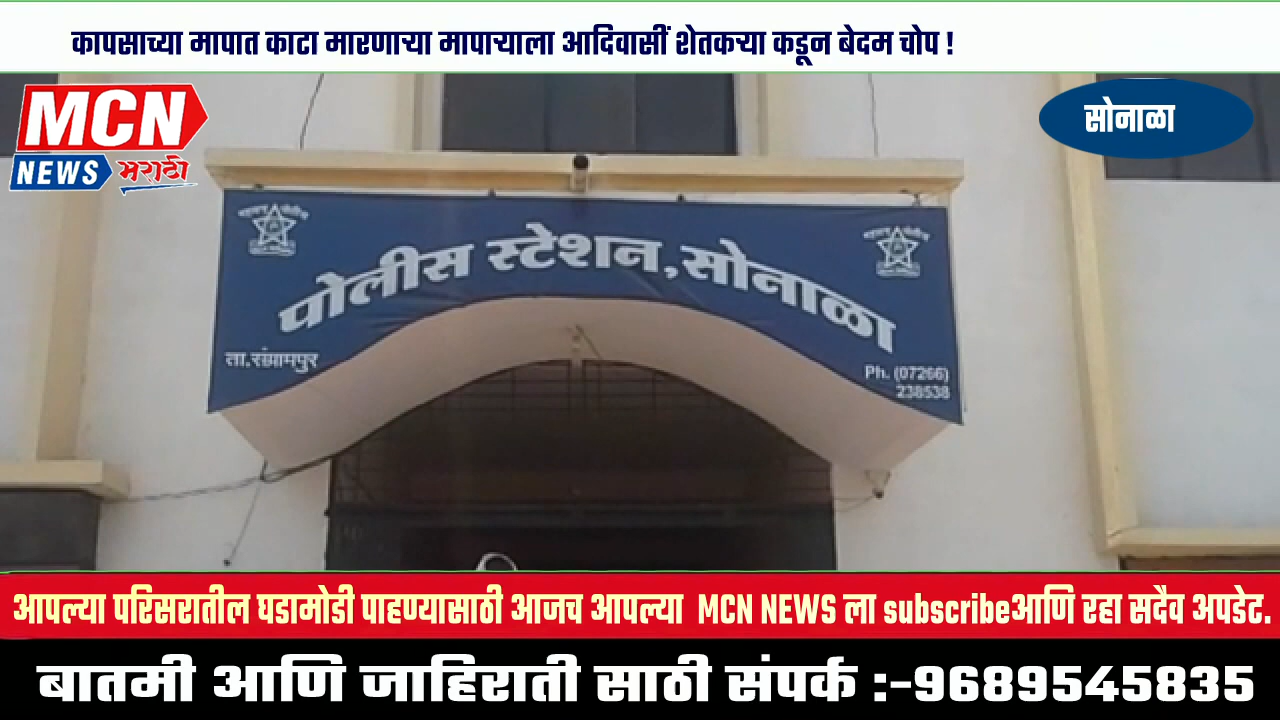 कापसाच्या मापात काटा मारणाऱ्या मापाऱ्याला आदिवासीं शेतकऱ्या कडून बेदम चोप !
MCN
NEWS मराठी
सोनाळा
पोलीस स्टेशन, सोनाळा
ता.संग्रामपुर
Ph. (07266)
238538
आपल्या परिसरातील घडामोडी पाहण्यासाठी आजच आपल्या MCN NEWS ला subscribeआणि रहा सदैव अपडेट.
बातमी आणि जाहिराती साठी संपर्क :-9689545835